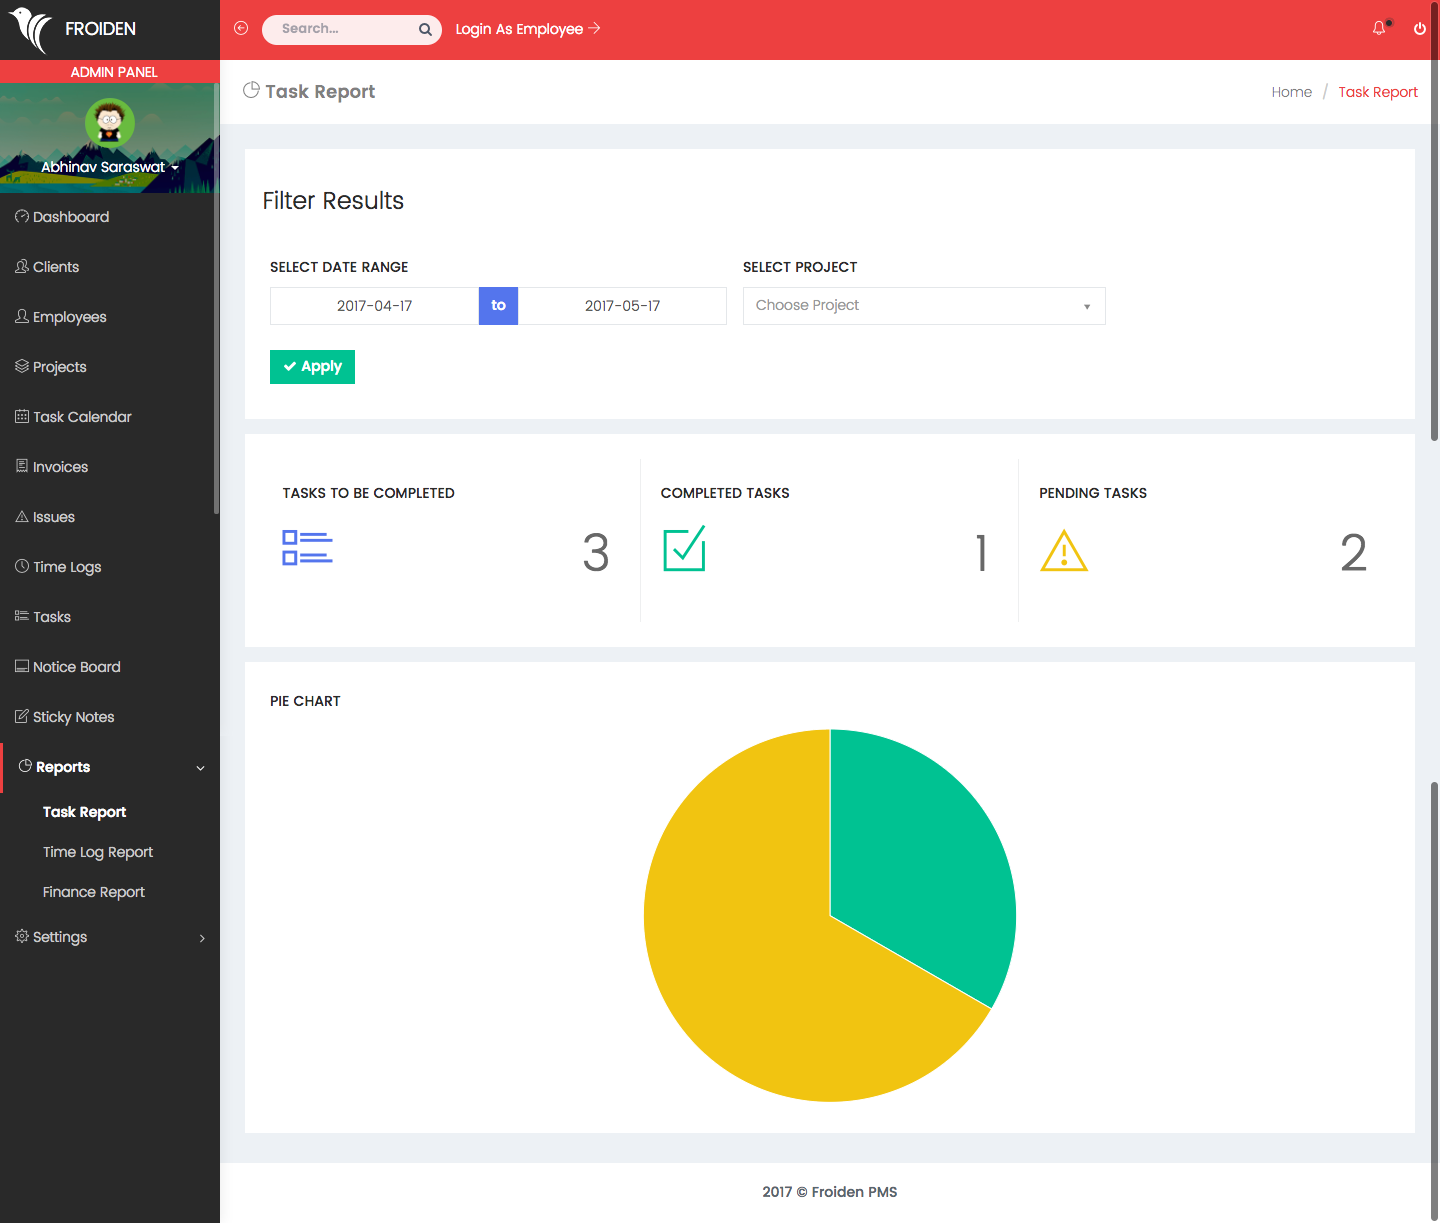 FROIDEN
Search...
Login As Employee
ADMIN PANEL
Abhinav Saraswat
Dashboard
Clients
Employees
Projects
Task Calendar
Invoices
Issues
Time Logs
Tasks
Notice Board
Sticky Notes
Reports
Task Report
Time Log Report
Finance Report
Settings
Task Report
Home / Task Report
Filter Results
SELECT DATE RANGE
2017-04-17 to 2017-05-17
SELECT PROJECT
Choose Project
Apply
TASKS TO BE COMPLETED
3
COMPLETED TASKS
1
PENDING TASKS
2
PIE CHART
2017 © Froiden PMS